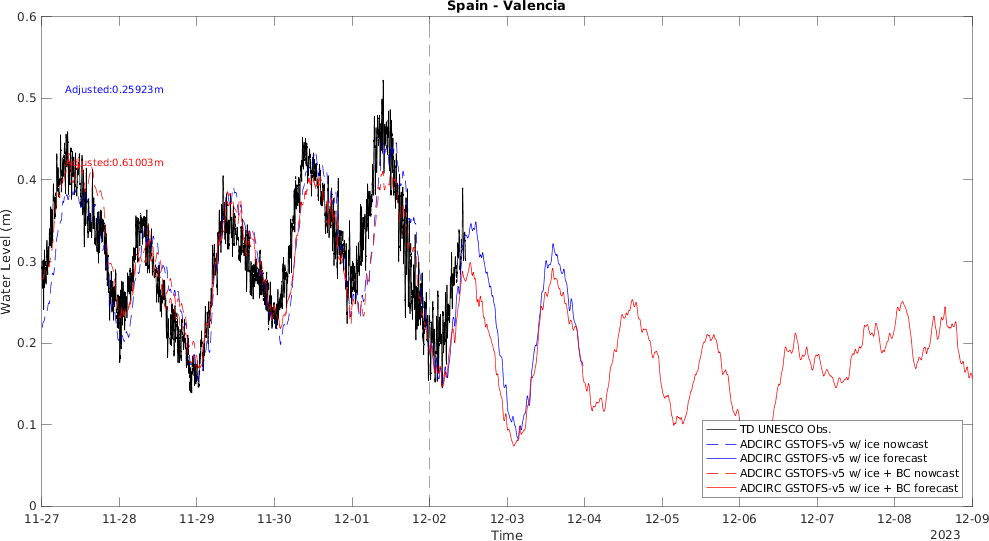 Spain - Valencia
0.6
0.5
0.4
0.3
0.2
0.1
0
Water Level (m)
Adjusted:0.25923m
Adjusted:0.61003m
TD UNESCO Obs.
ADCIRC GSTOFS-v5 w/ ice nowcast
ADCIRC GSTOFS-v5 w/ ice forecast
ADCIRC GSTOFS-v5 w/ ice + BC nowcast
ADCIRC GSTOFS-v5 w/ ice + BC forecast
11-27 11-28 11-29 11-30 12-01 12-02 12-03 12-04 12-05 12-06 12-07 12-08 12-09
Time
2023